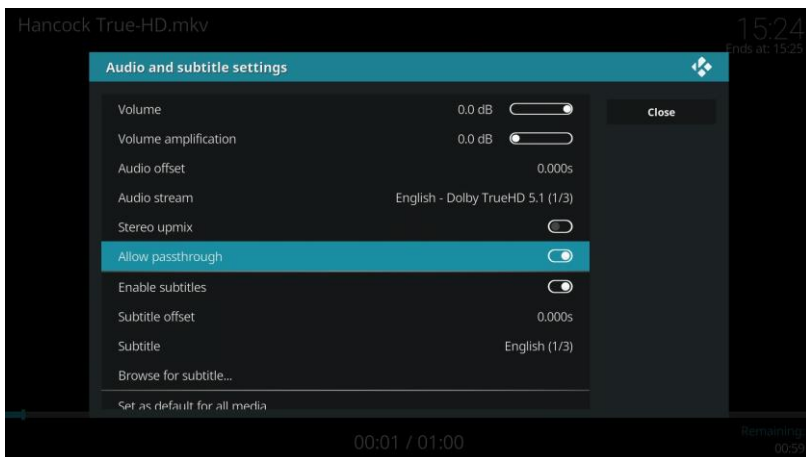 Hancock True-HD.mkv
15:24
Ends at: 15:25
Audio and subtitle settings
Volume 0.0 dB
Close
Volume amplification 0.0 dB
Audio offset 0.000s
Audio stream English - Dolby TrueHD 5.1 (1/3)
Stereo upmix
Allow passthrough
Enable subtitles
Subtitle offset 0.000s
Subtitle English (1/3)
Browse for subtitle...
Set as default for all media
00:01 / 01:00
Remaining:
00:59